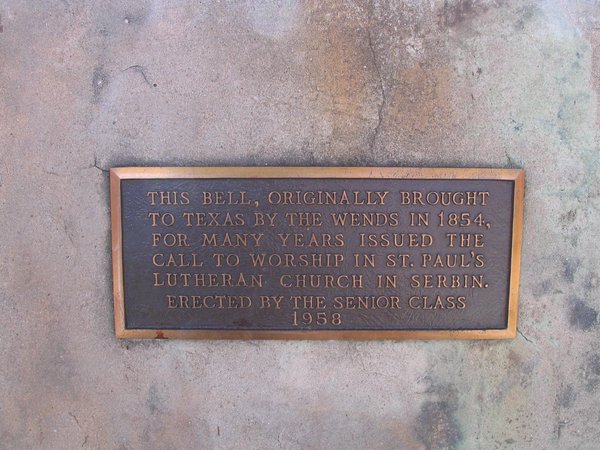 THIS BELL, ORIGINALLY BROUGHT
TO TEXAS BY THE WENDS IN 1854,
FOR MANY YEARS ISSUED THE
CALL TO WORSHIP IN ST. PAUL'S
LUTHERAN CHURCH IN SERBIN.
ERECTED BY THE SENIOR CLASS
1958